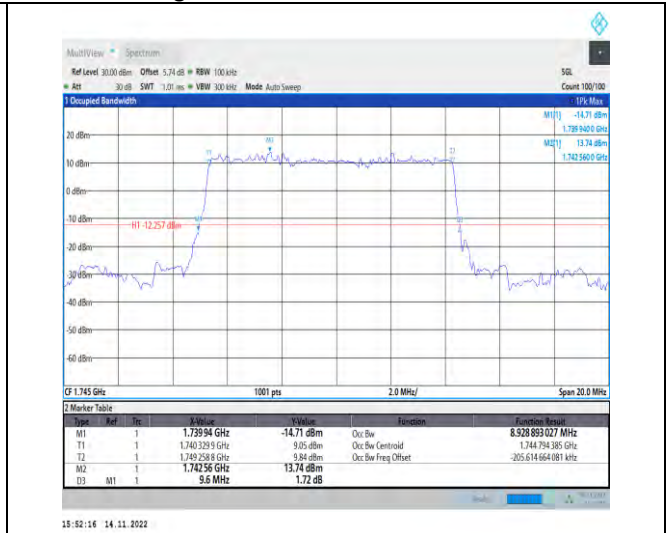 MultiView Spectrum
Ref Level 30.00 dBm Offset 5.74 dB RBW 100 kHz SGL
Att 30 dB SWT 1.01 ms VBW 300 kHz Mode Auto Sweep Count 100/100
1 Occupied Bandwidth 1Pk Max
M1[1] -14.71 dBm
1.739 940 0 GHz
20 dBm
M2[1] 13.74 dBm
1.742 560 0 GHz
M2
T1
10 dBm
0 dBm
-10 dBm
H1 -12.257 dBm
-20 dBm
-30 dBm
-40 dBm
-50 dBm
-60 dBm
CF 1.745 GHz 1001 pts 2.0 MHz/ Span 20.0 MHz
2 Marker Table
Type Ref Trc X-Value Y-Value Function Function Result
M1 1 1.739 94 GHz -14.71 dBm Occ Bw 8.928 893 027 MHz
T1 1 1.740 329 9 GHz 9.05 dBm Occ Bw Centroid 1.744 794 385 GHz
T2 1 1.749 258 8 GHz 9.84 dBm Occ Bw Freq Offset -205.614 664 081 kHz
M2 1 1.742 56 GHz 13.74 dBm
D3 M1 1 9.6 MHz 1.72 dB
15:52:16 14.11.2022